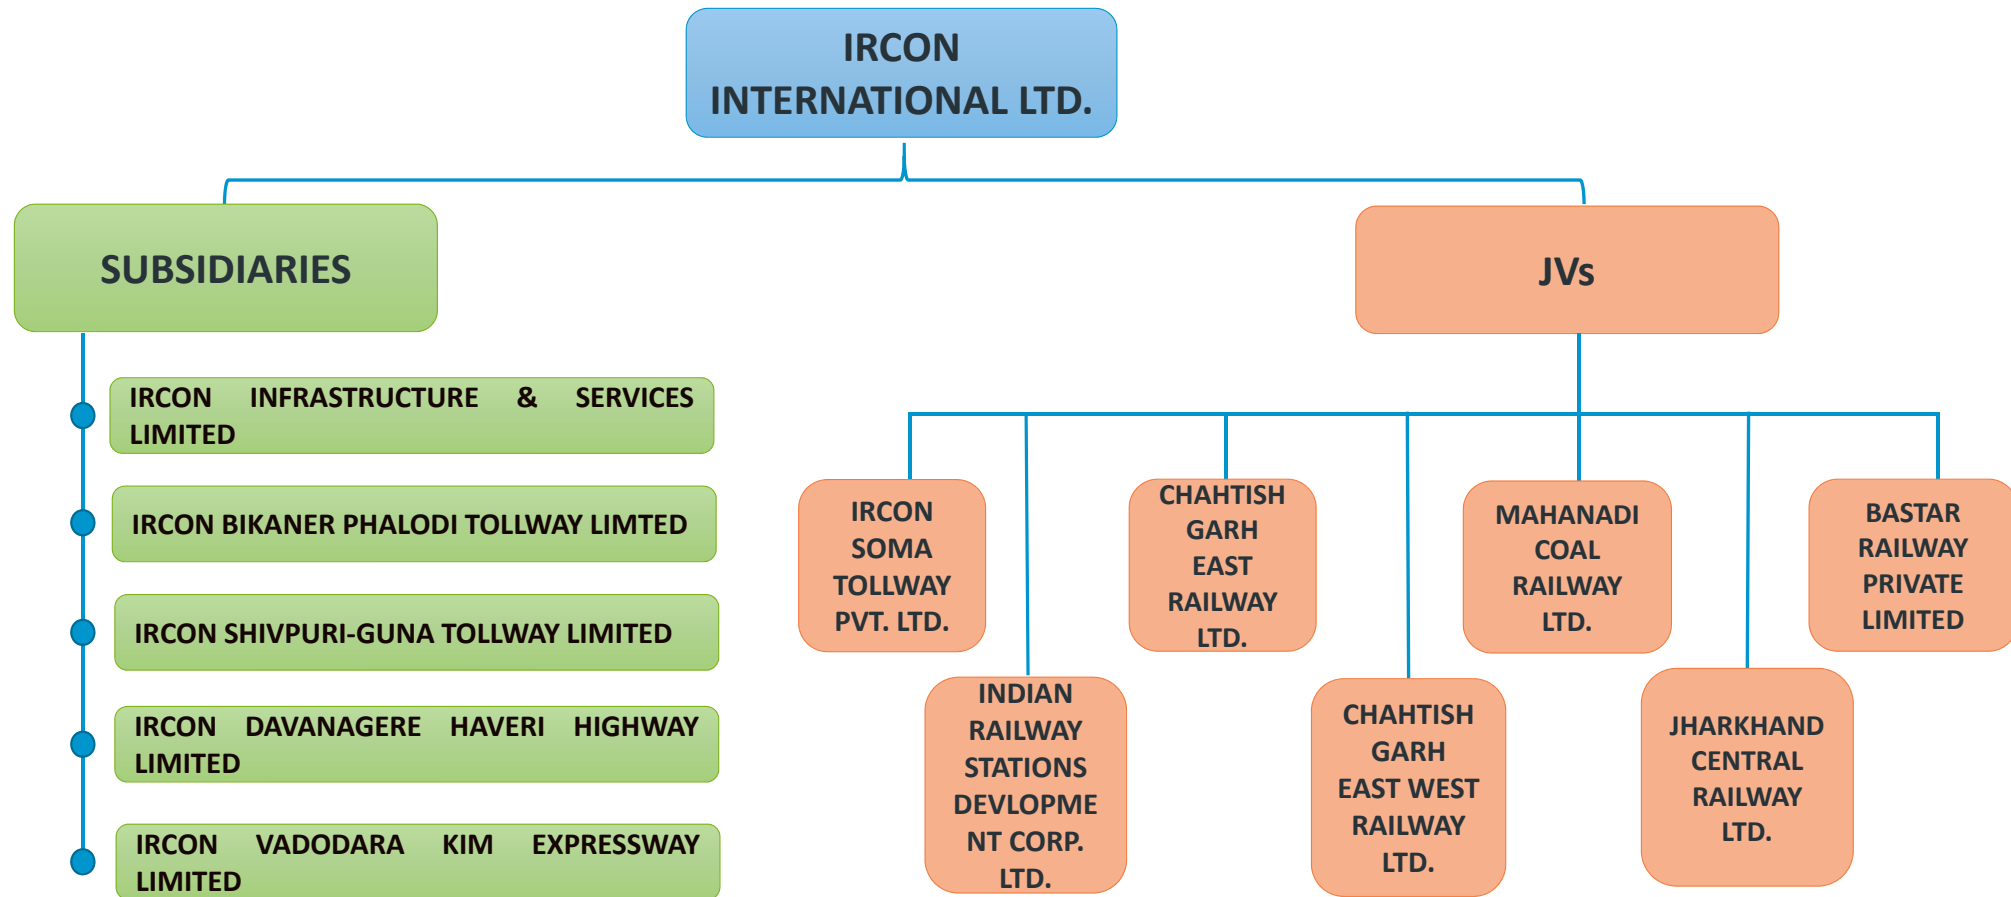 IRCON
INTERNATIONAL LTD.
SUBSIDIARIES
IRCON INFRASTRUCTURE & SERVICES
LIMITED
IRCON BIKANER PHALODI TOLLWAY LIMTED
IRCON SHIVPURI-GUNA TOLLWAY LIMITED
IRCON DAVANAGERE HAVERI HIGHWAY
LIMITED
IRCON VADODARA KIM EXPRESSWAY
LIMITED
JVs
IRCON
SOMA
TOLLWAY
PVT. LTD.
INDIAN
RAILWAY
STATIONS
DEVLOPME
NT CORP.
LTD.
CHAHTISH
GARH
EAST
RAILWAY
LTD.
CHAHTISH
GARH
EAST WEST
RAILWAY
LTD.
MAHANADI
COAL
RAILWAY
LTD.
JHARKHAND
CENTRAL
RAILWAY
LTD.
BASTAR
RAILWAY
PRIVATE
LIMITED